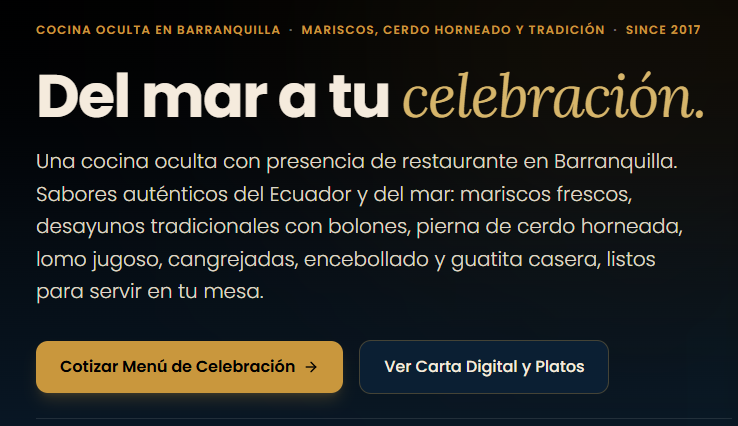 COCINA OCULTA EN BARRANQUILLA · MARISCOS, CERDO HORNEADO Y TRADICIÓN · SINCE 2017
Del mar a tu celebración.
Una cocina oculta con presencia de restaurante en Barranquilla.
Sabores auténticos del Ecuador y del mar: mariscos frescos,
desayunos tradicionales con bolones, pierna de cerdo horneada,
lomo jugoso, cangrejadas, encebollado y guatita casera, listos
para servir en tu mesa.
Cotizar Menú de Celebración →
Ver Carta Digital y Platos